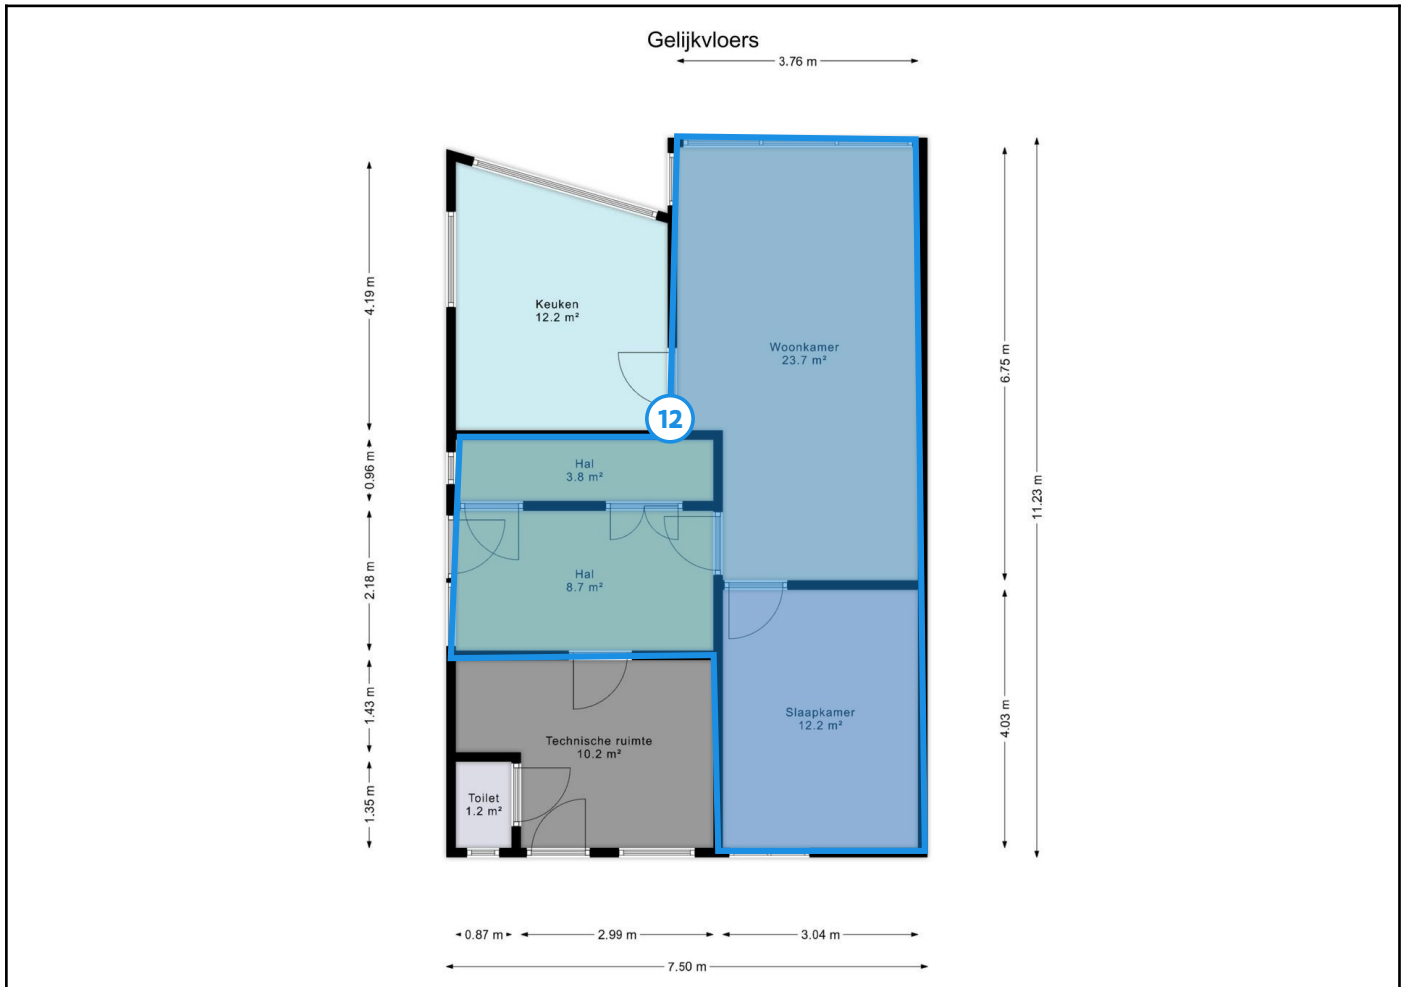 Gelijkvloers
3.76 m
4.19 m
Keuken
12.2 m²
Woonkamer
23.7 m²
6.75 m
11.23 m
12
0.96 m
Hal
3.8 m²
2.18 m
Hal
8.7 m²
1.43 m
Technische ruimte
10.2 m²
Slaapkamer
12.2 m²
4.03 m
1.35 m
Toilet
1.2 m²
0.87 m
2.99 m
3.04 m
7.50 m